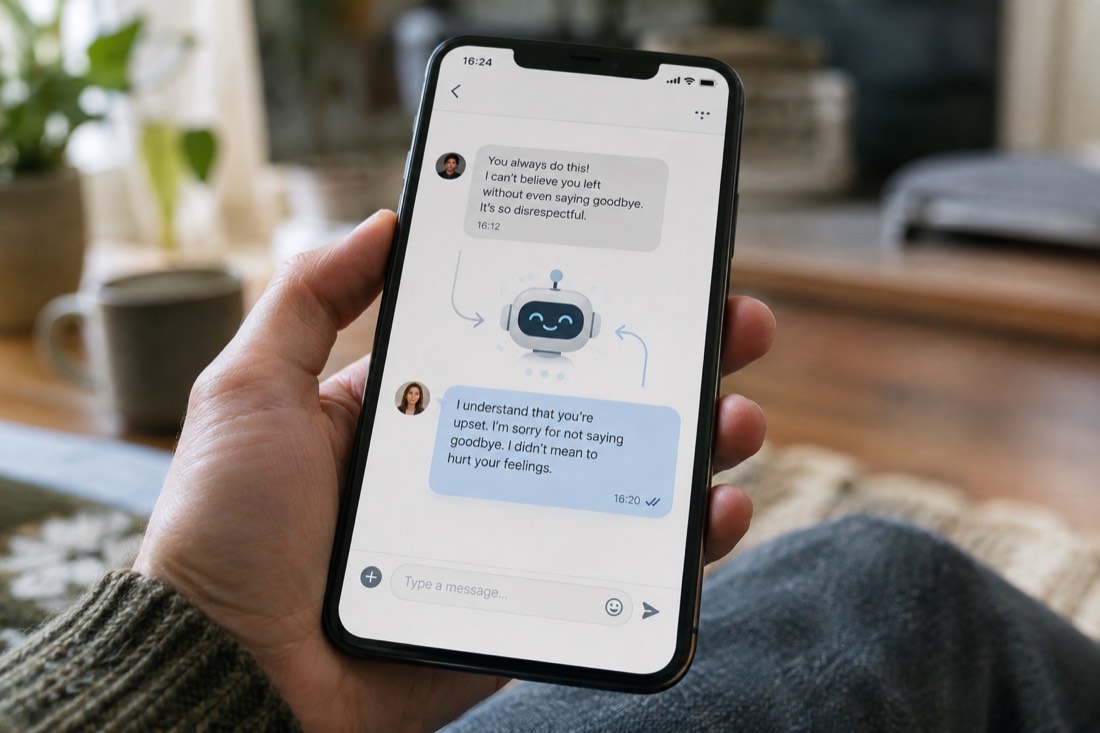 16:24
You always do this!
I can't believe you left
without even saying goodbye.
It's so disrespectful.
16:12
I understand that you're
upset. I'm sorry for not saying
goodbye. I didn't mean to
hurt your feelings.
16:20
Type a message...